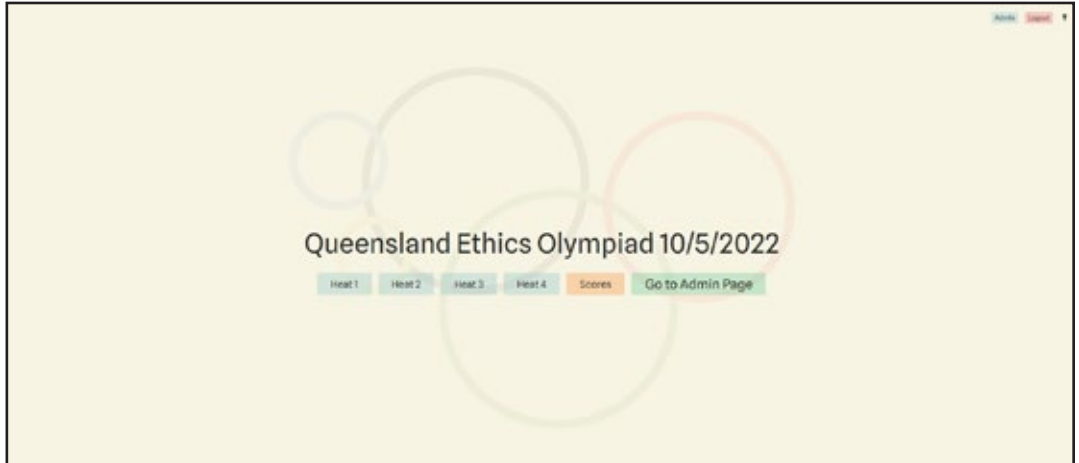 Admin Logout
Queensland Ethics Olympiad 10/5/2022
Heat 1 Heat 2 Heat 3 Heat 4 Scores Go to Admin Page